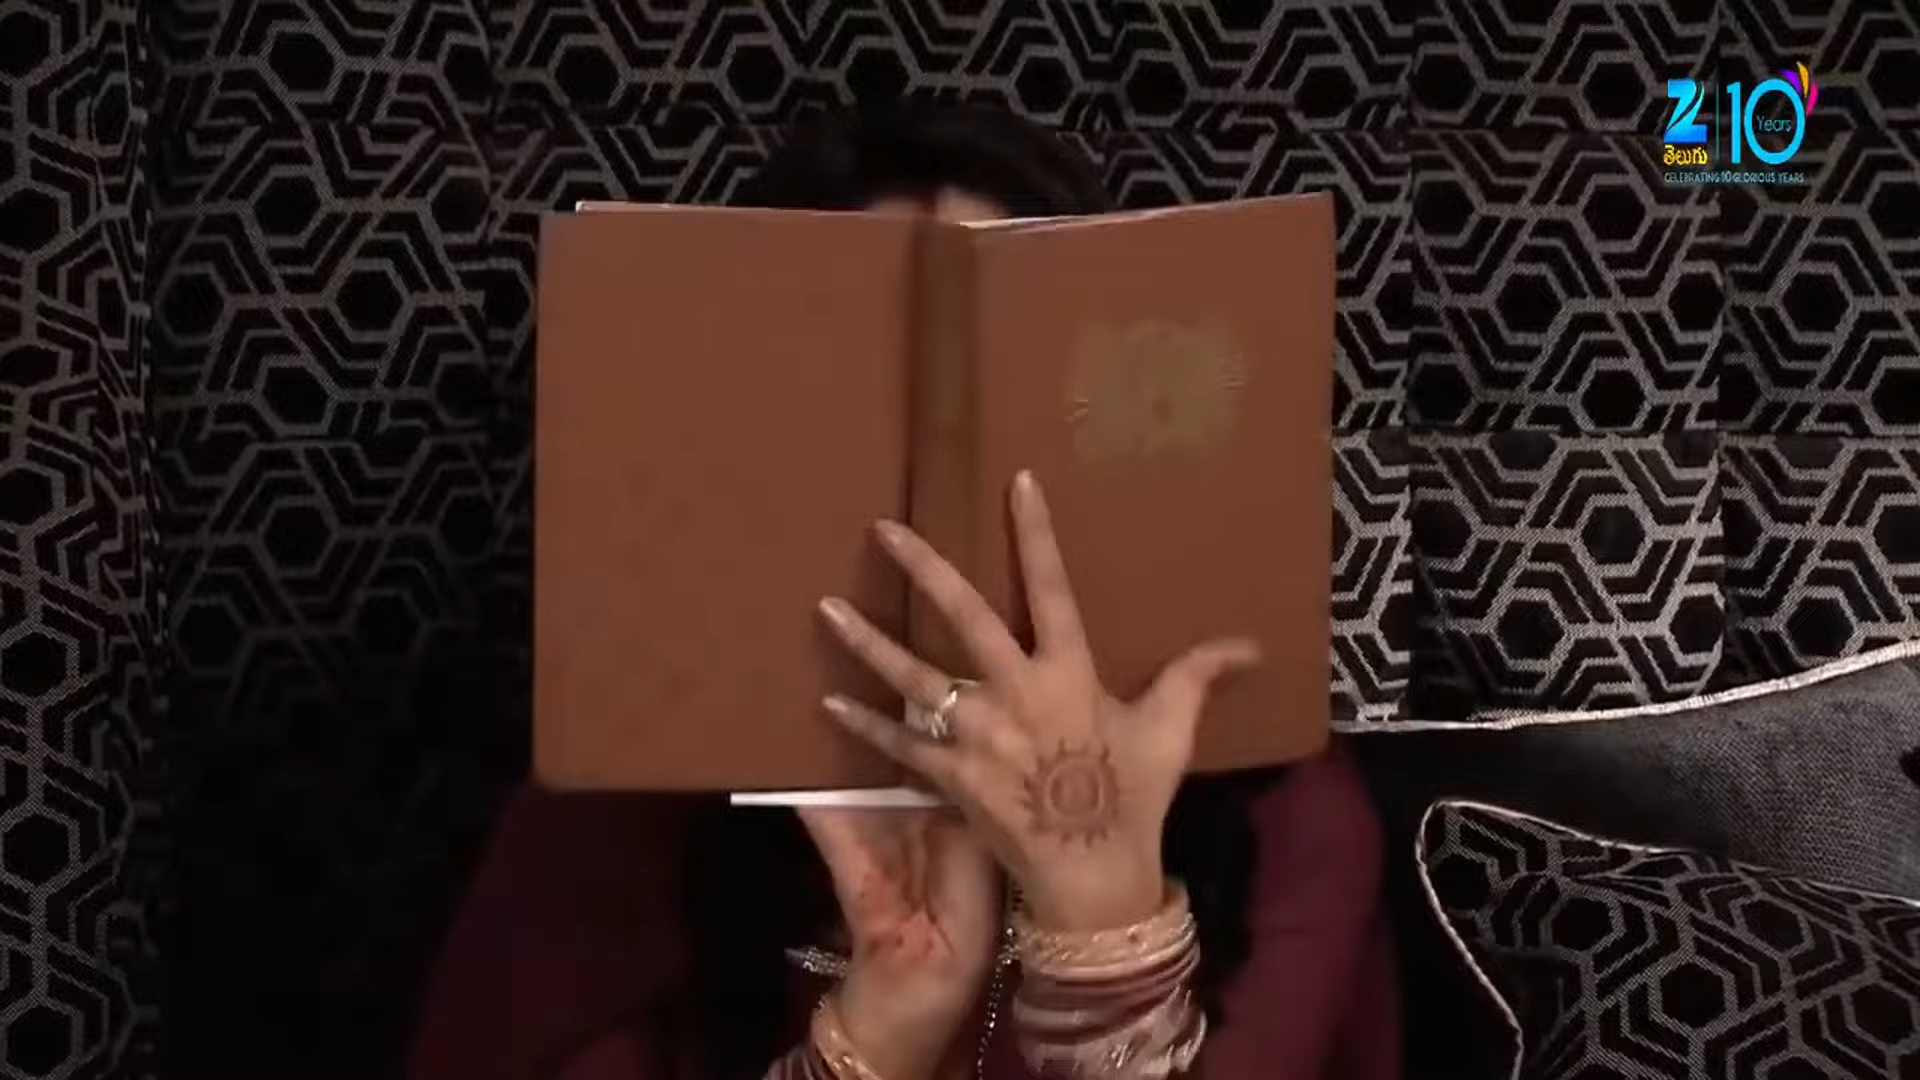 Z
తెలుగు
10
Years
CELEBRATING 10 GLORIOUS YEARS